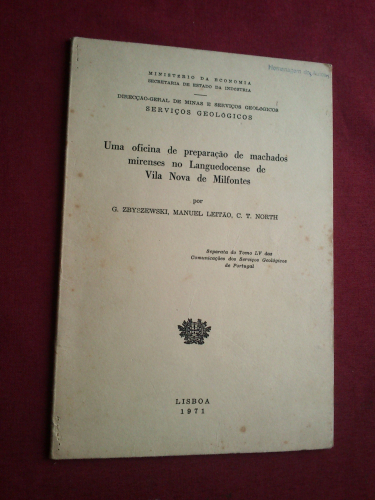 MINISTÉRIO DA ECONOMIA
SECRETARIA DE ESTADO DA INDÚSTRIA
DIRECÇÃO-GERAL DE MINAS E SERVIÇOS GEOLÓGICOS
SERVIÇOS GEOLÓGICOS
Uma oficina de preparação de machados
mirenses no Languedocense de
Vila Nova de Milfontes
por
G. ZBYSZEWSKI, MANUEL LEITÃO, C. T. NORTH
Separata do Tomo LV das
Comunicações dos Serviços Geológicos
de Portugal
LISBOA
1971